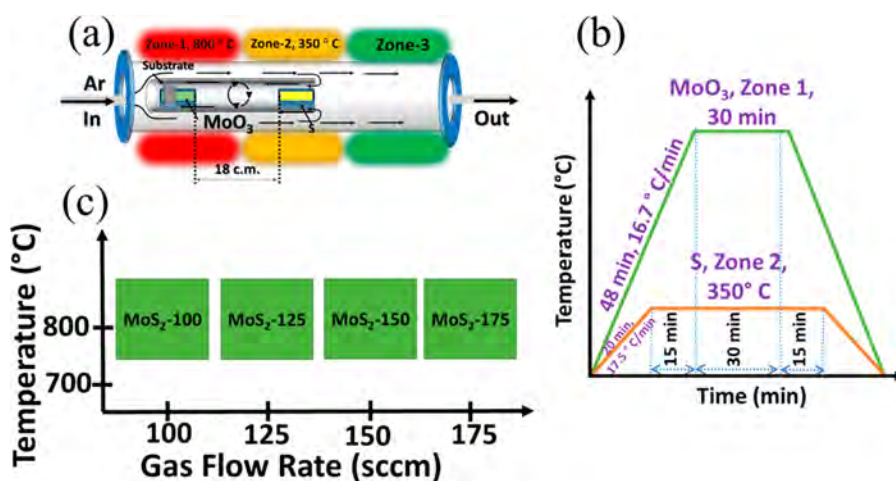 (a)
Zone-1, 800 ° C
Zone-2, 350 ° C
Zone-3
Substrate
Ar
In
MoO₃
S
Out
18 c.m.
(b)
Temperature (°C)
MoO₃, Zone 1,
30 min
48 min, 16.7 ° C/min
S, Zone 2,
350° C
20 min,
17.5 ° C/min
15 min
30 min
15 min
Time (min)
(c)
Temperature (°C)
800
700
MoS₂-100
MoS₂-125
MoS₂-150
MoS₂-175
100
125
150
175
Gas Flow Rate (sccm)